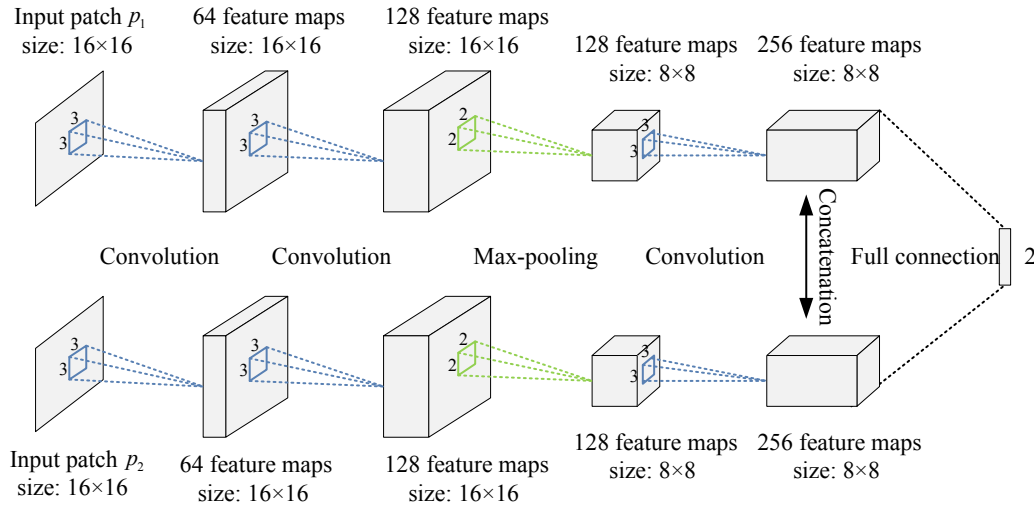 Input patch p₁
size: 16×16
64 feature maps
size: 16×16
128 feature maps
size: 16×16
128 feature maps
size: 8×8
256 feature maps
size: 8×8
3
3
3
3
2
2
3
3
Convolution
Convolution
Max-pooling
Convolution
Concatenation
Full connection
2
3
3
3
3
2
2
3
3
Input patch p₂
size: 16×16
64 feature maps
size: 16×16
128 feature maps
size: 16×16
128 feature maps
size: 8×8
256 feature maps
size: 8×8